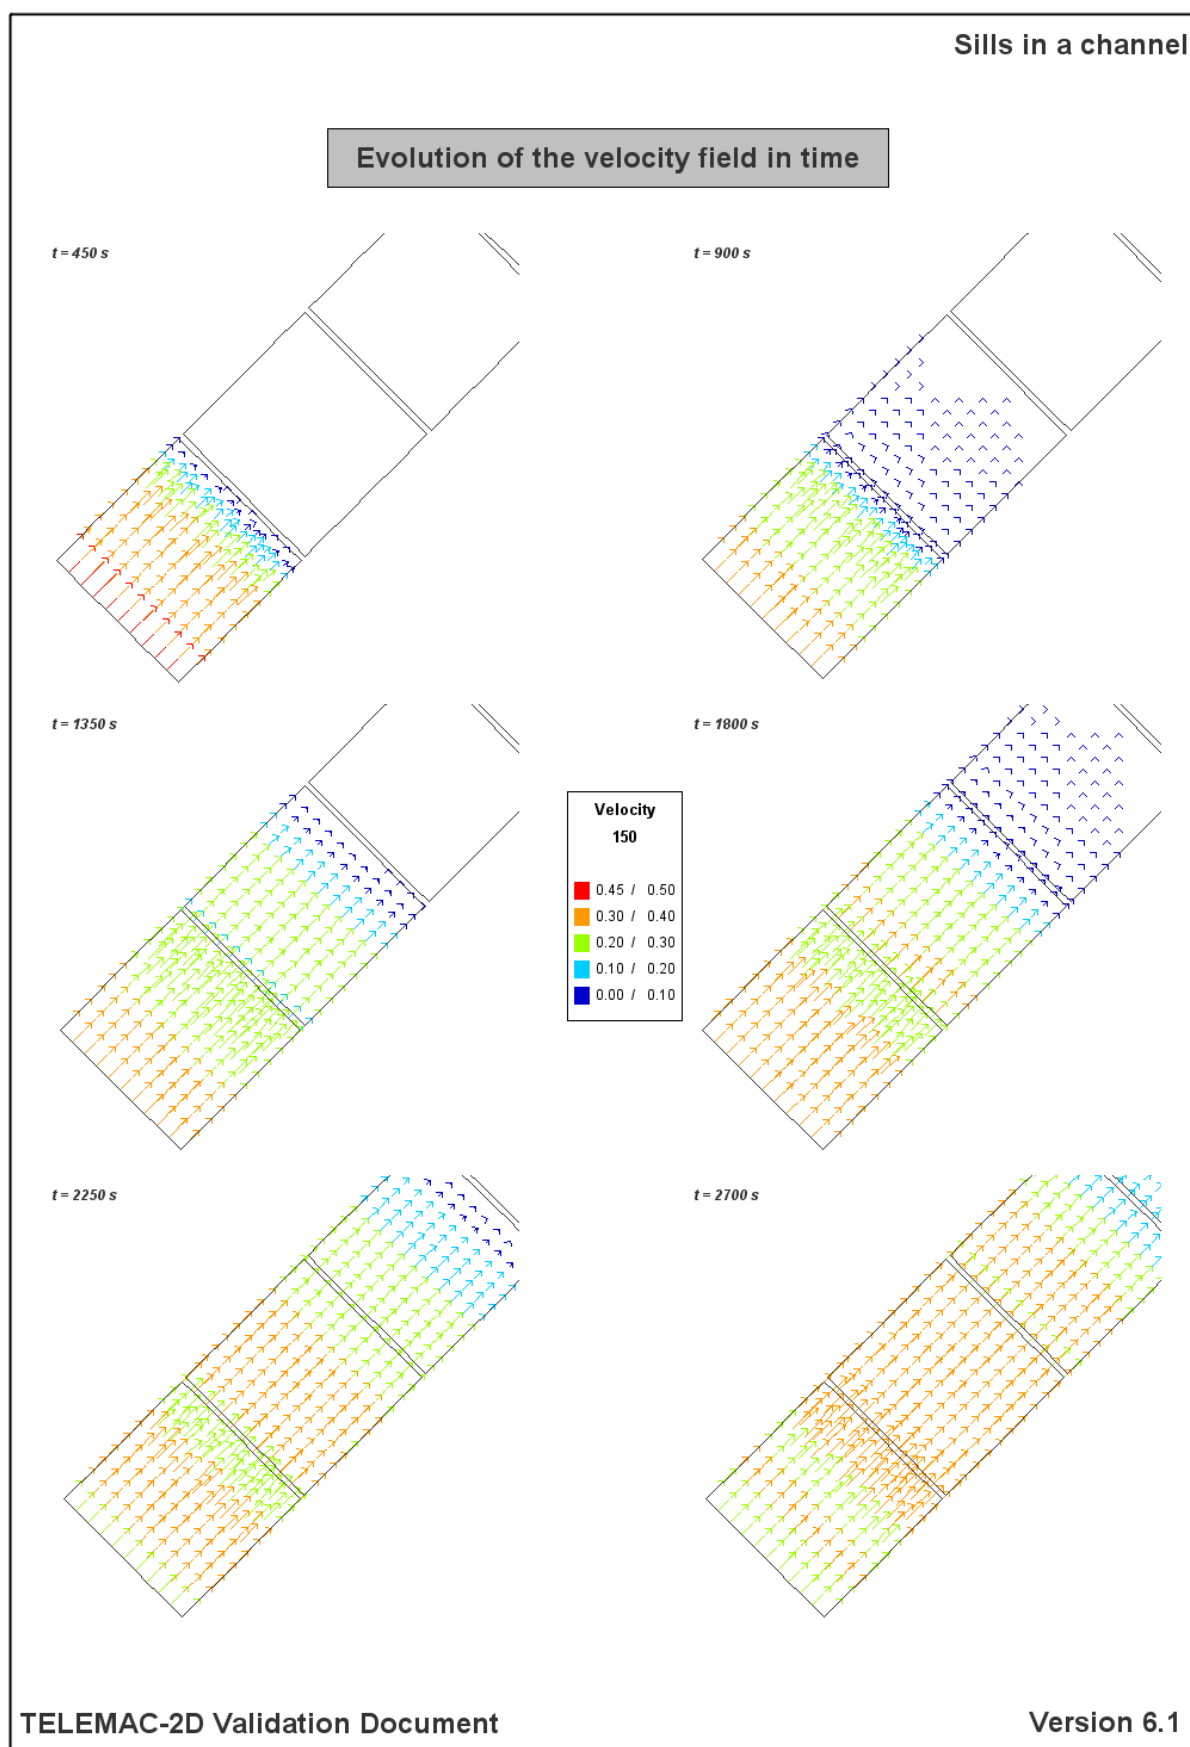 Sills in a channel
Evolution of the velocity field in time
t = 450 s
t = 900 s
t = 1350 s
t = 1800 s
Velocity
150
0.45 / 0.50
0.30 / 0.40
0.20 / 0.30
0.10 / 0.20
0.00 / 0.10
t = 2250 s
t = 2700 s
TELEMAC-2D Validation Document
Version 6.1